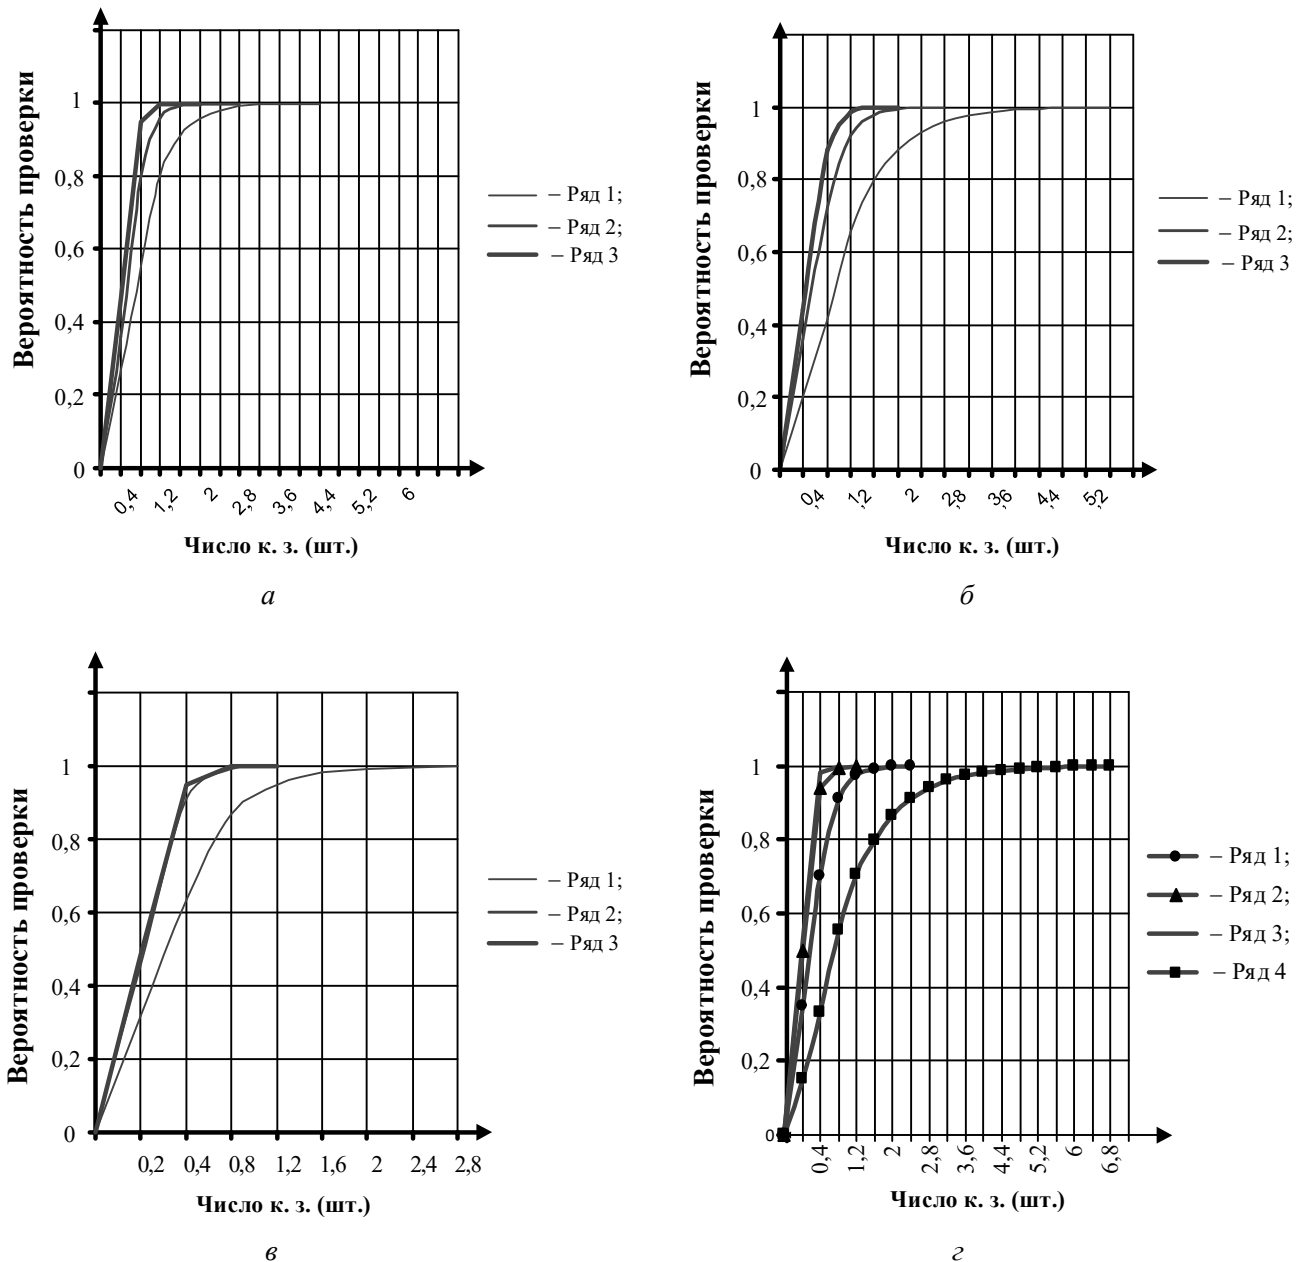 Вероятность проверки
1
0,8
0,6
0,4
0,2
0
0,4 1,2 2 2,8 3,6 4,4 5,2 6
Число к. з. (шт.)
– Ряд 1;
– Ряд 2;
– Ряд 3
а
Вероятность проверки
1
0,8
0,6
0,4
0,2
0
0,4 1,2 2 2,8 3,6 4,4 5,2
Число к. з. (шт.)
– Ряд 1;
– Ряд 2;
– Ряд 3
б
Вероятность проверки
1
0,8
0,6
0,4
0,2
0
0,2 0,4 0,8 1,2 1,6 2 2,4 2,8
Число к. з. (шт.)
– Ряд 1;
– Ряд 2;
– Ряд 3
в
Вероятность проверки
1
0,8
0,6
0,4
0,2
0
0,4 1,2 2 2,8 3,6 4,4 5,2 6 6,8
Число к. з. (шт.)
– Ряд 1;
– Ряд 2;
– Ряд 3;
– Ряд 4
г